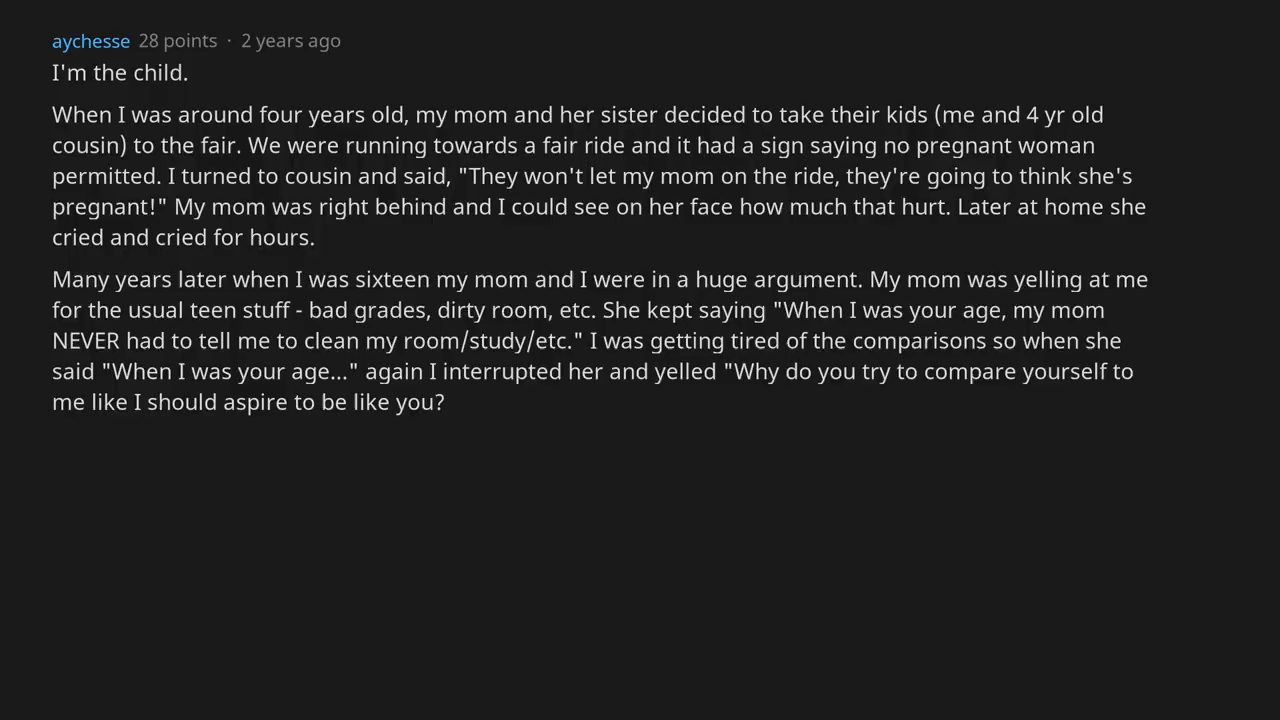 aychesse 28 points · 2 years ago
I'm the child.
When I was around four years old, my mom and her sister decided to take their kids (me and 4 yr old
cousin) to the fair. We were running towards a fair ride and it had a sign saying no pregnant woman
permitted. I turned to cousin and said, "They won't let my mom on the ride, they're going to think she's
pregnant!" My mom was right behind and I could see on her face how much that hurt. Later at home she
cried and cried for hours.
Many years later when I was sixteen my mom and I were in a huge argument. My mom was yelling at me
for the usual teen stuff - bad grades, dirty room, etc. She kept saying "When I was your age, my mom
NEVER had to tell me to clean my room/study/etc." I was getting tired of the comparisons so when she
said "When I was your age..." again I interrupted her and yelled "Why do you try to compare yourself to
me like I should aspire to be like you?